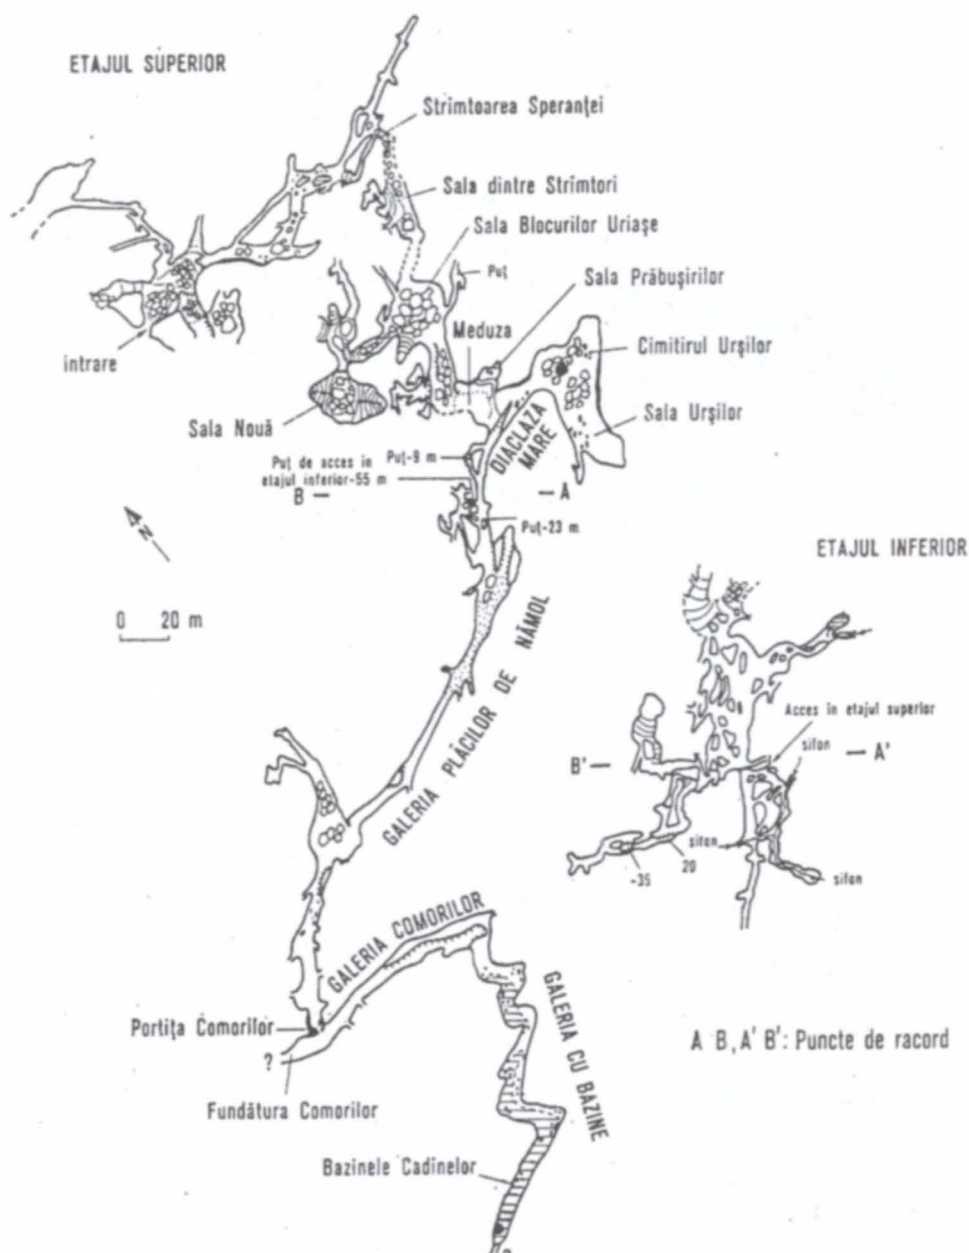 ETAJUL SUPERIOR
Strîmtoarea Speranței
Sala dintre Strîmtori
Sala Blocurilor Uriașe
Puț
Sala Prăbușirilor
Meduza
Cimitirul Urșilor
intrare
Sala Nouă
Sala Urșilor
DIACLAZA
MARE
Puț-9 m
Puț de acces în
etajul inferior-55 m
B
A
Puț-23 m
N
0 20 m
ETAJUL INFERIOR
GALERIA PLĂCILOR DE NĂMOL
Acces în etajul superior
sifon
A'
B'
sifon
20
-35
sifon
GALERIA COMORILOR
GALERIA CU BAZINE
Portița Comorilor
?
A B, A' B': Puncte de racord
Fundătura Comorilor
Bazinele Cadinelor
?